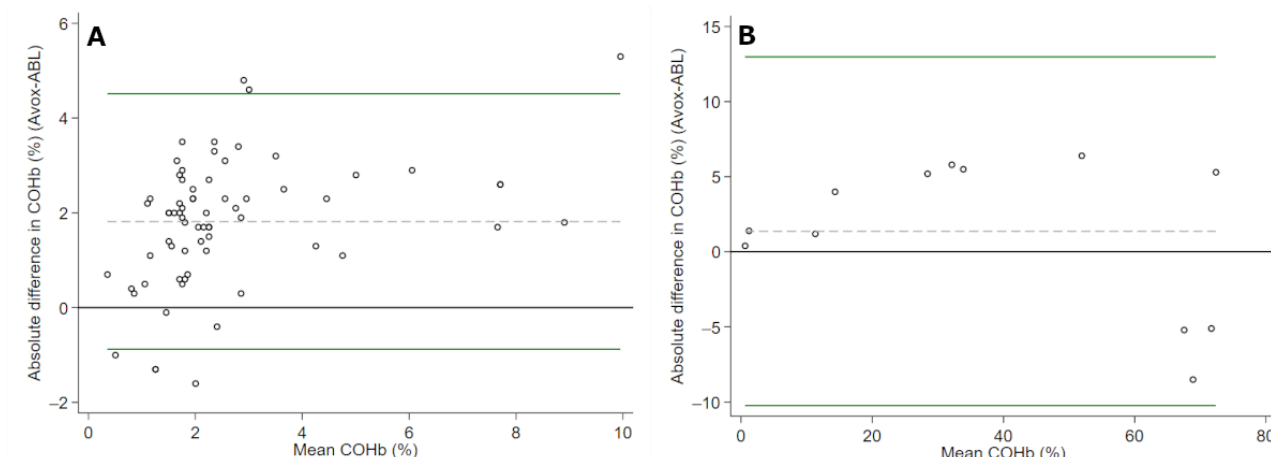 A
Absolute difference in COHb (%) (Avox-ABL)
6
4
2
0
–2
0 2 4 6 8 10
Mean COHb (%)
B
Absolute difference in COHb (%) (Avox-ABL)
15
10
5
0
–5
–10
0 20 40 60 80
Mean COHb (%)